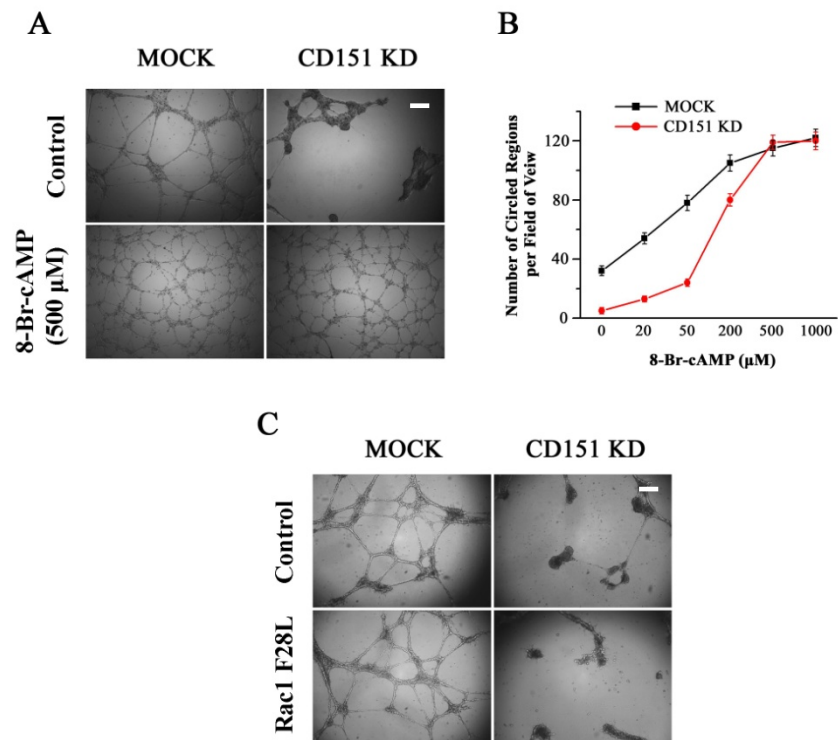 A
MOCK CD151 KD
Control
8-Br-cAMP
(500 µM)
B
MOCK
CD151 KD
Number of Circled Regions
per Field of Veiw
120
80
40
0
0 20 50 200 500 1000
8-Br-cAMP (µM)
C
MOCK CD151 KD
Control
Rac1 F28L